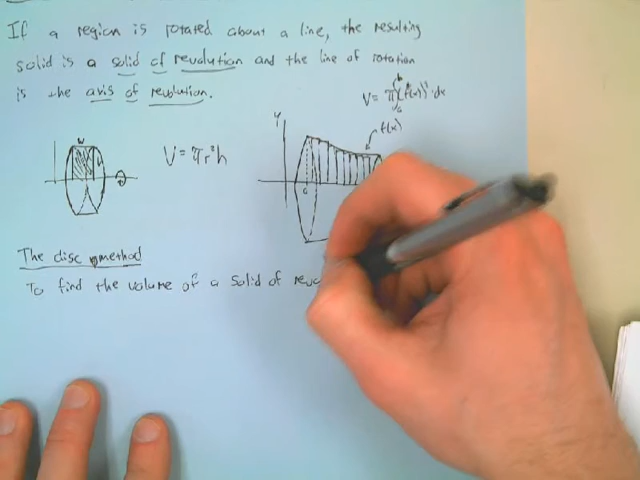 If a region is rotated about a line, the resulting
solid is a solid of revolution and the line of rotation
is the axis of revolution.
V = π∫(f(x))² dx
y
f(x)
w
V = πr²h
The disc method
To find the volume of a solid of